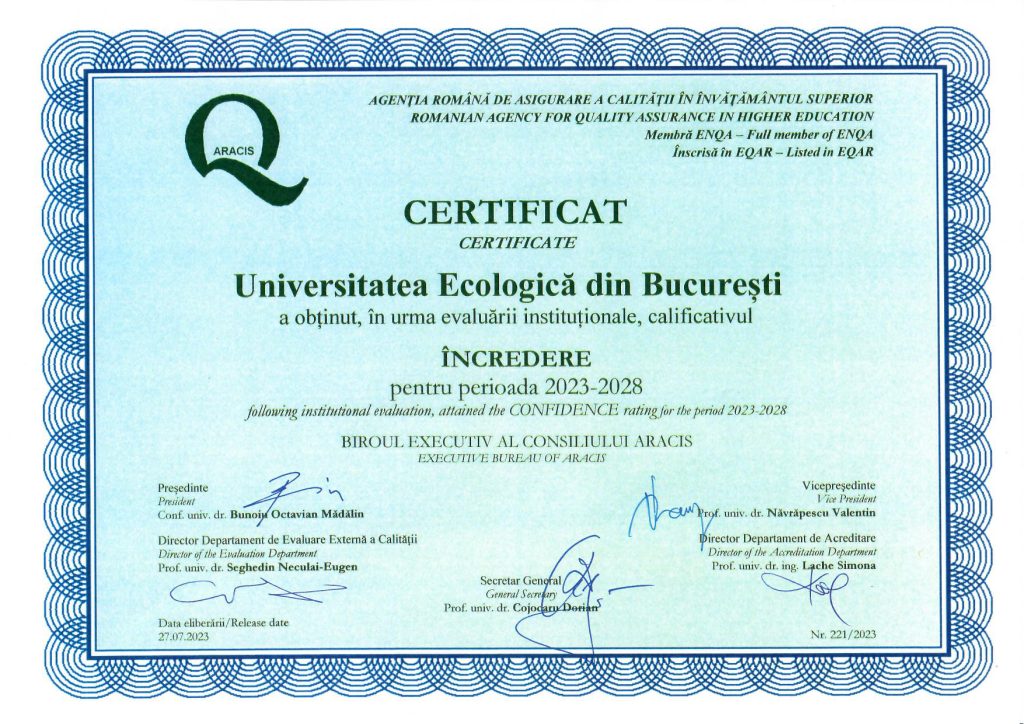 ARACIS
AGENȚIA ROMÂNĂ DE ASIGURARE A CALITĂȚII ÎN ÎNVĂȚĂMÂNTUL SUPERIOR
ROMANIAN AGENCY FOR QUALITY ASSURANCE IN HIGHER EDUCATION
Membră ENQA – Full member of ENQA
Înscrisă în EQAR – Listed in EQAR
CERTIFICAT
CERTIFICATE
Universitatea Ecologică din București
a obținut, în urma evaluării instituționale, calificativul
ÎNCREDERE
pentru perioada 2023-2028
following institutional evaluation, attained the CONFIDENCE rating for the period 2023-2028
BIROUL EXECUTIV AL CONSILIULUI ARACIS
EXECUTIVE BUREAU OF ARACIS
Președinte
President
Conf. univ. dr. Bunoiu Octavian Mădălin
Vicepreședinte
Vice President
Prof. univ. dr. Năvrăpescu Valentin
Director Departament de Evaluare Externă a Calității
Director of the Evaluation Department
Prof. univ. dr. Seghedin Neculai-Eugen
Director Departament de Acreditare
Director of the Accreditation Department
Prof. univ. dr. ing. Lache Simona
Secretar General
General Secretary
Prof. univ. dr. Cojocaru Dorian
Data eliberării/Release date
27.07.2023
Nr. 221/2023